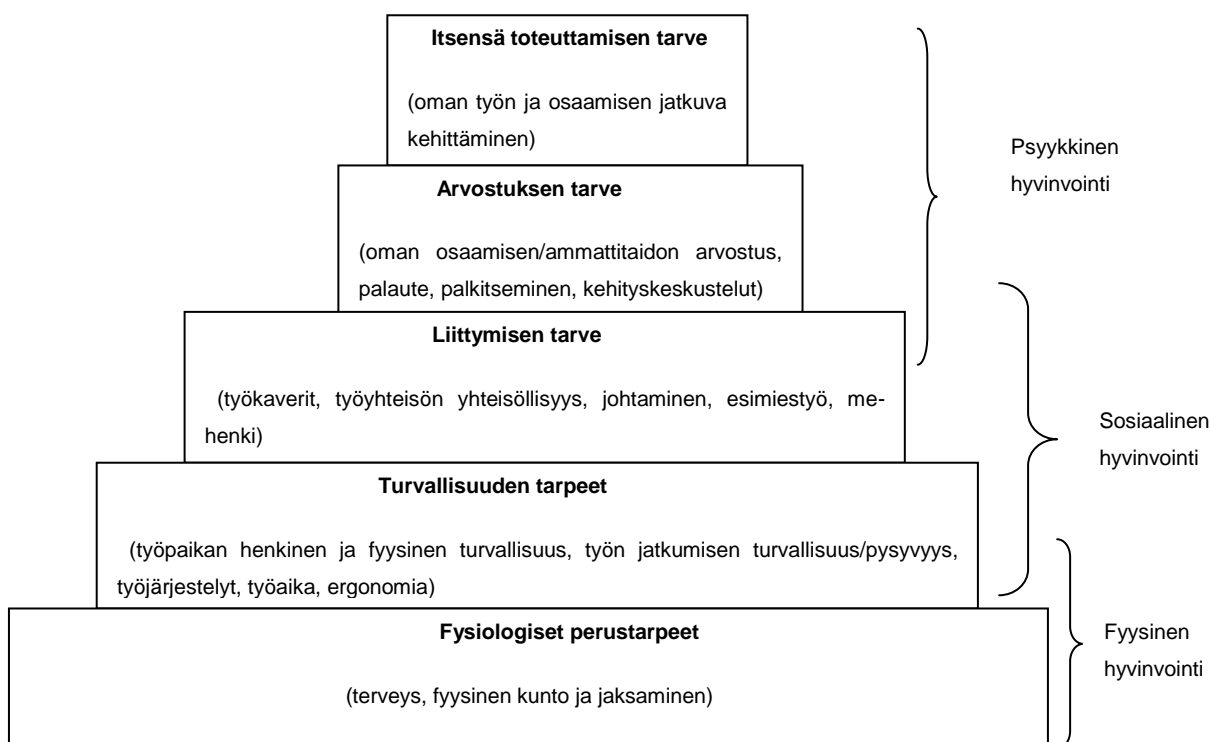 Itsensä toteuttamisen tarve
(oman työn ja osaamisen jatkuva
kehittäminen)
Psyykkinen
hyvinvointi
Arvostuksen tarve
(oman osaamisen/ammattitaidon arvostus,
palaute, palkitseminen, kehityskeskustelut)
Liittymisen tarve
(työkaverit, työyhteisön yhteisöllisyys, johtaminen, esimiestyö, me-
henki)
Sosiaalinen
hyvinvointi
Turvallisuuden tarpeet
(työpaikan henkinen ja fyysinen turvallisuus, työn jatkumisen turvallisuus/pysyvyys,
työjärjestelyt, työaika, ergonomia)
Fysiologiset perustarpeet
(terveys, fyysinen kunto ja jaksaminen)
Fyysinen
hyvinvointi